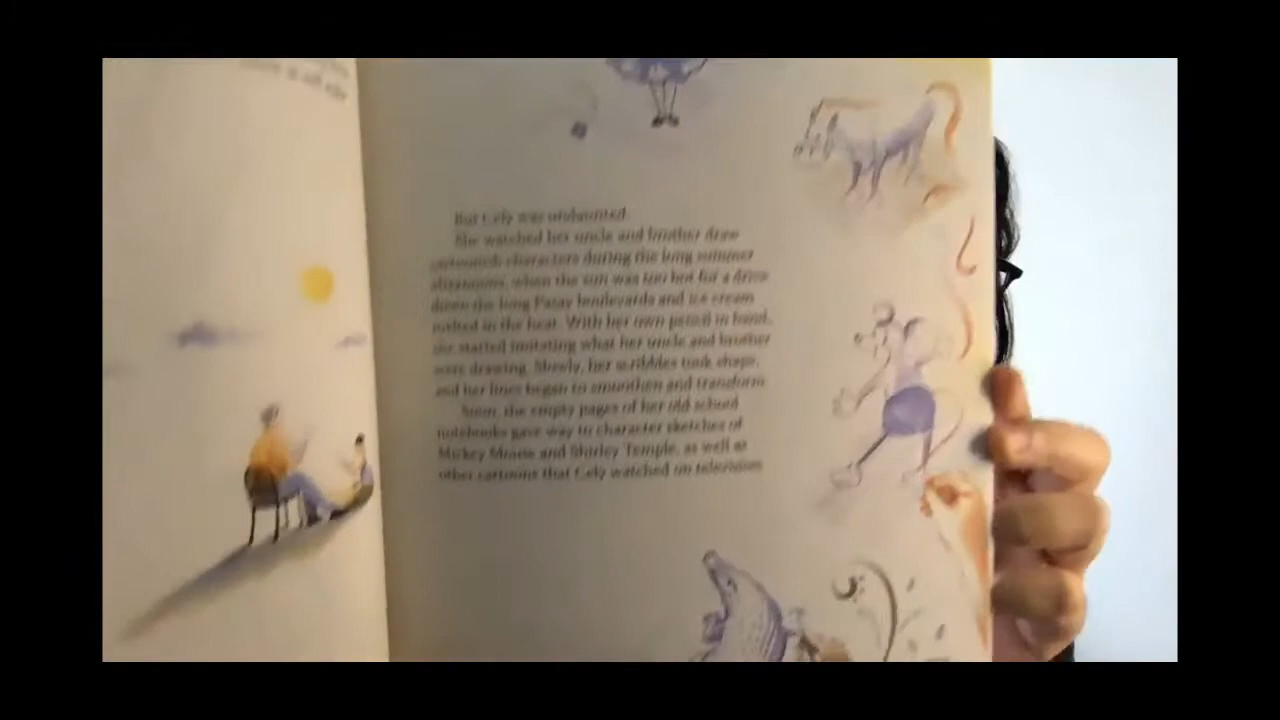 But Cely was undaunted.
She watched her uncle and brother draw
cartoonish characters during the long summer
afternoons, when the sun was too hot for a drive
down the long Pasay boulevards and ice cream
melted in the heat. With her own pencil in hand,
she started imitating what her uncle and brother
were drawing. Slowly, her scribbles took shape,
and her lines began to smoothen and transform.
Soon, the empty pages of her old school
notebooks gave way to character sketches of
Mickey Mouse and Shirley Temple, as well as
other cartoons that Cely watched on television.